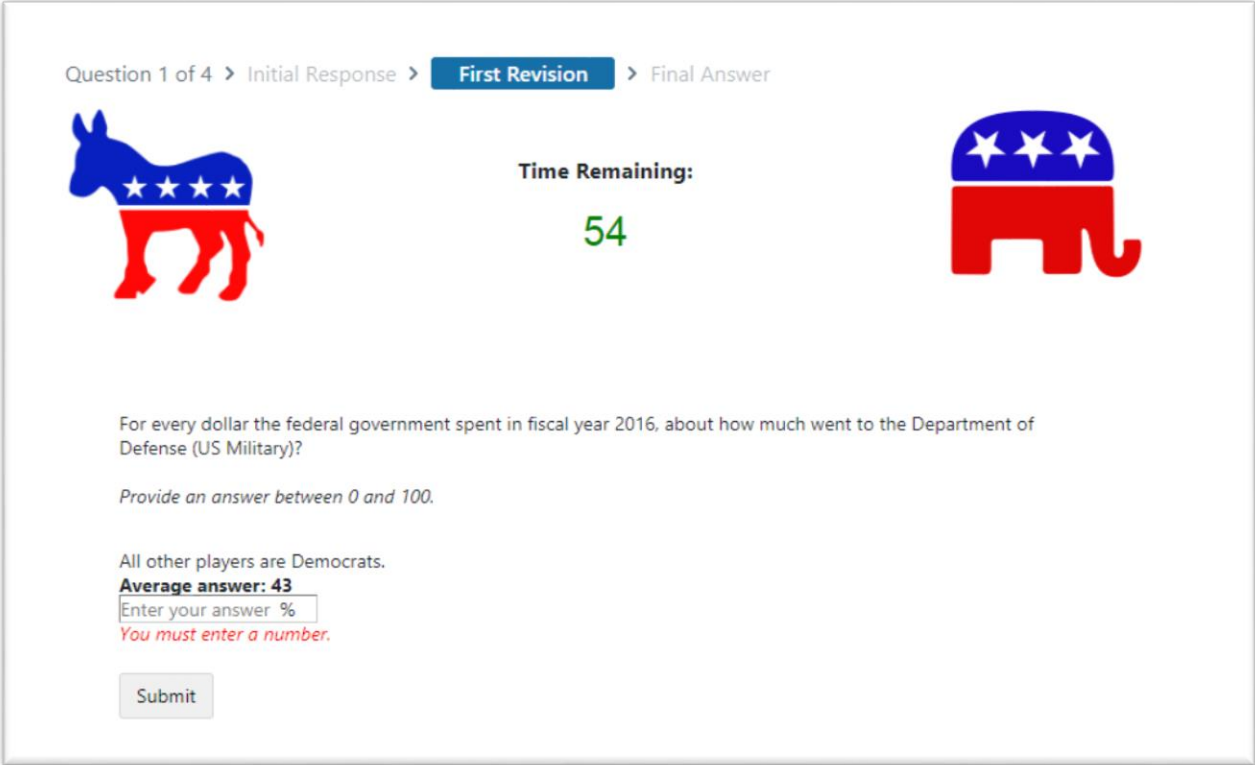 Question 1 of 4 > Initial Response > First Revision > Final Answer
Time Remaining:
54
For every dollar the federal government spent in fiscal year 2016, about how much went to the Department of
Defense (US Military)?
Provide an answer between 0 and 100.
All other players are Democrats.
Average answer: 43
Enter your answer %
You must enter a number.
Submit